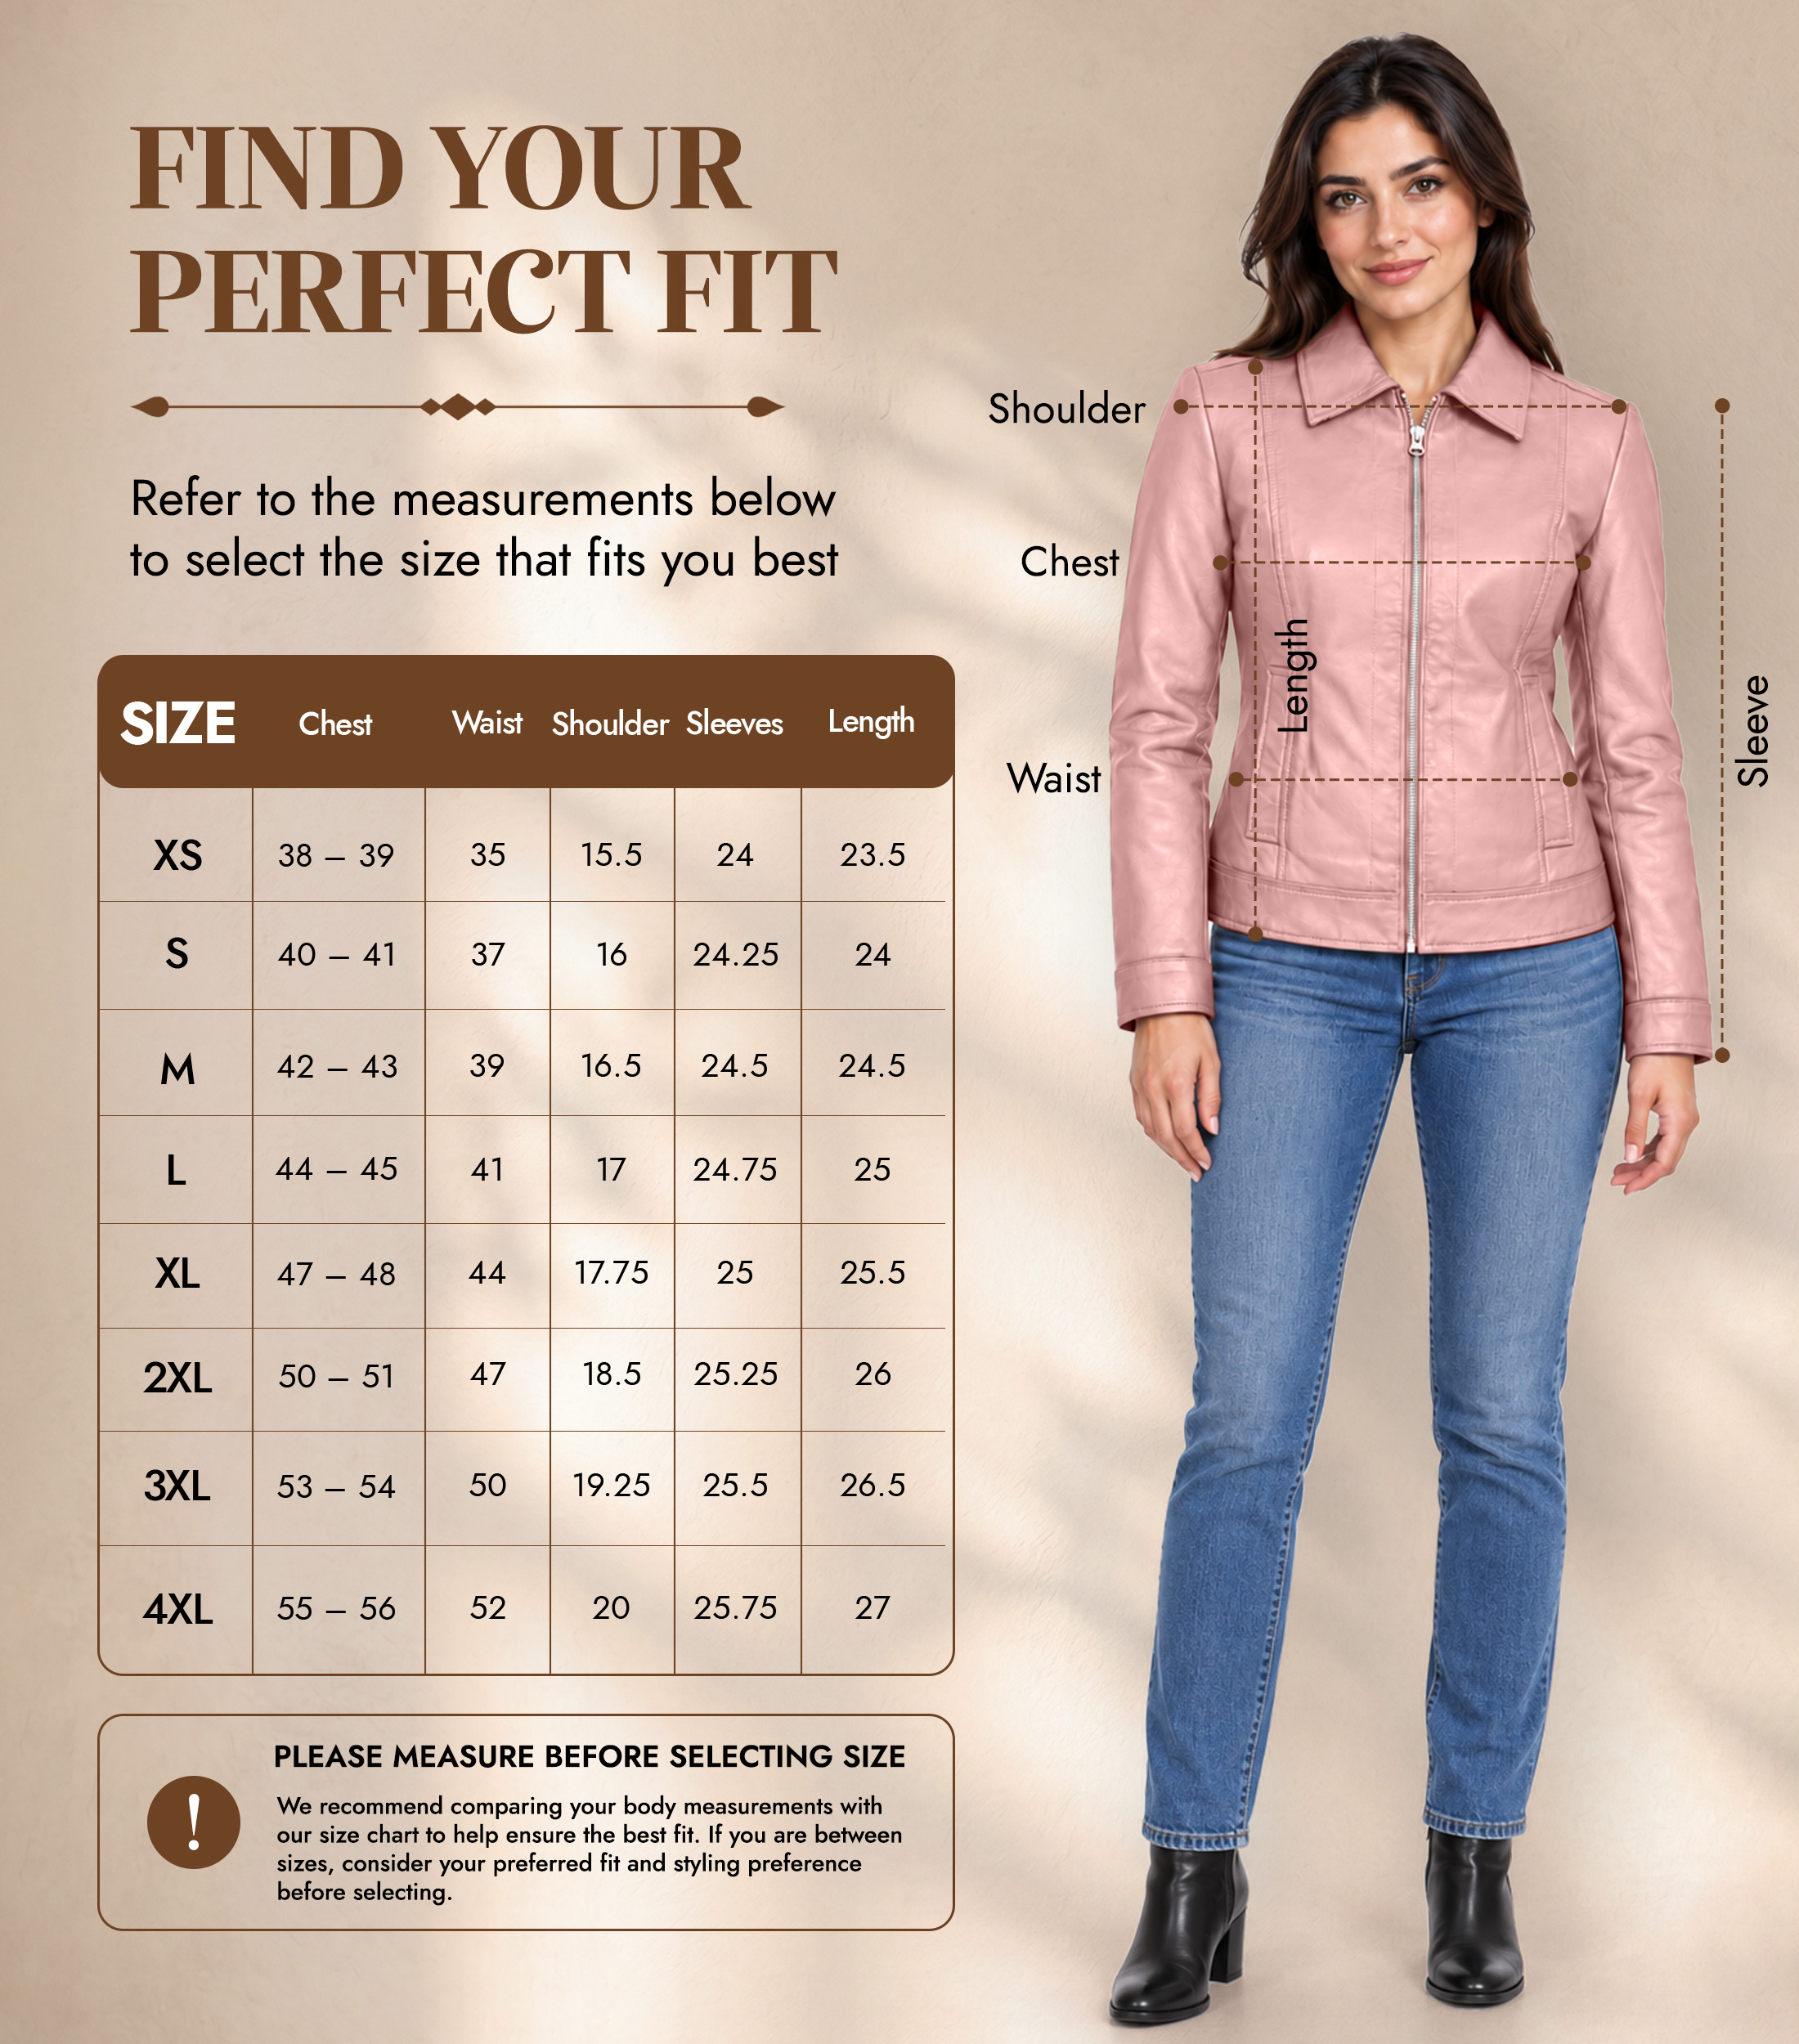 FIND YOUR
PERFECT FIT
Refer to the measurements below
to select the size that fits you best
SIZE Chest Waist Shoulder Sleeves Length
XS 38 – 39 35 15.5 24 23.5
S 40 – 41 37 16 24.25 24
M 42 – 43 39 16.5 24.5 24.5
L 44 – 45 41 17 24.75 25
XL 47 – 48 44 17.75 25 25.5
2XL 50 – 51 47 18.5 25.25 26
3XL 53 – 54 50 19.25 25.5 26.5
4XL 55 – 56 52 20 25.75 27
!
PLEASE MEASURE BEFORE SELECTING SIZE
We recommend comparing your body measurements with
our size chart to help ensure the best fit. If you are between
sizes, consider your preferred fit and styling preference
before selecting.
Shoulder
Chest
Length
Waist
Sleeve